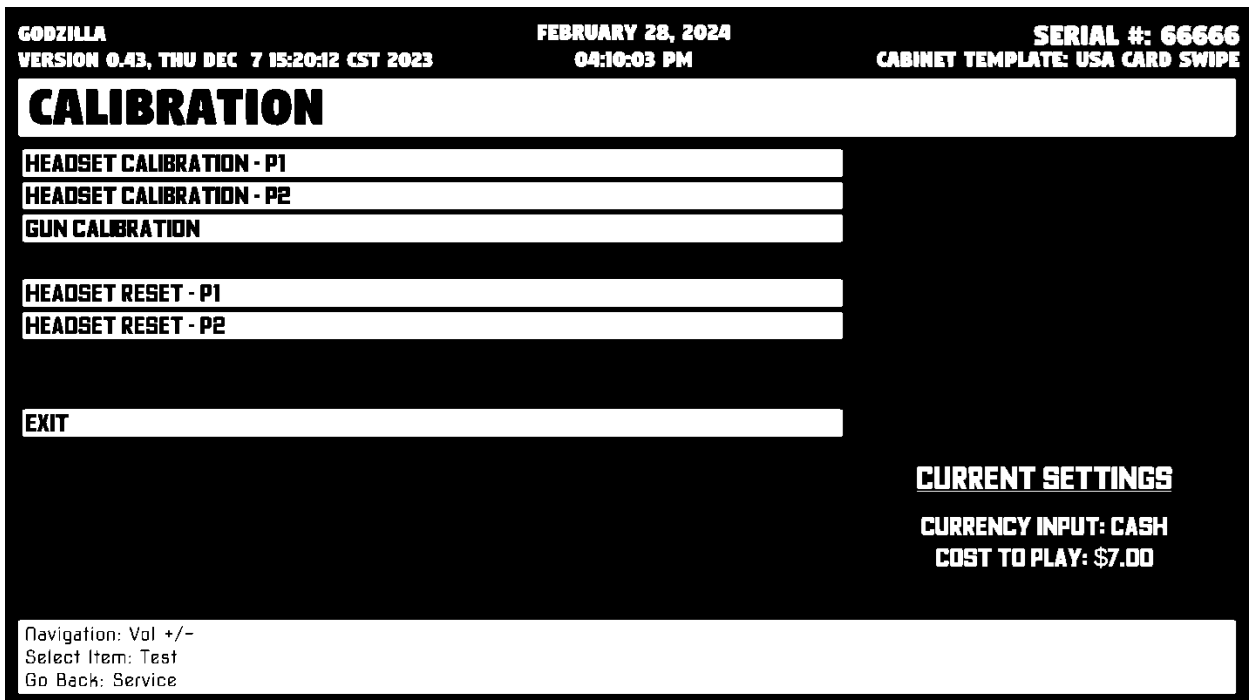 GODZILLA
VERSION 0.43, THU DEC 7 15:20:12 CST 2023
FEBRUARY 28, 2024
04:10:03 PM
SERIAL #: 66666
CABINET TEMPLATE: USA CARD SWIPE
CALIBRATION
HEADSET CALIBRATION - P1
HEADSET CALIBRATION - P2
GUN CALIBRATION
HEADSET RESET - P1
HEADSET RESET - P2
EXIT
CURRENT SETTINGS
CURRENCY INPUT: CASH
COST TO PLAY: $7.00
Navigation: Vol +/-
Select Item: Test
Go Back: Service